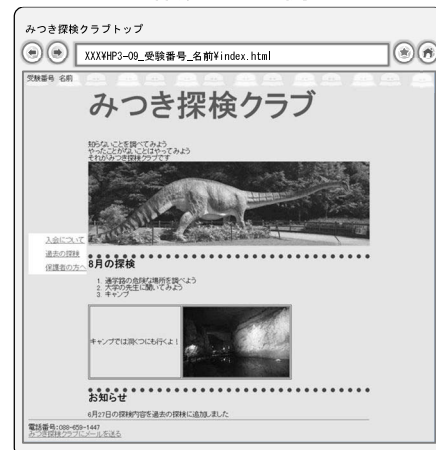 みつき探検クラブトップ
XXX¥HP3-09_受験番号_名前¥index.html
受験番号 名前
みつき探検クラブ
知らないことを調べてみよう
やったことがないことはやってみよう
それがみつき探検クラブです
入会について
過去の探検
保護者の方へ
8月の探検
1. 通学路の危険な場所を調べよう
2. 大学の先生に聞いてみよう
3. キャンプ
キャンプでは洞くつにも行くよ！
お知らせ
6月27日の探検内容を過去の探検に追加しました
電話番号:088-659-1447
みつき探検クラブにメールを送る